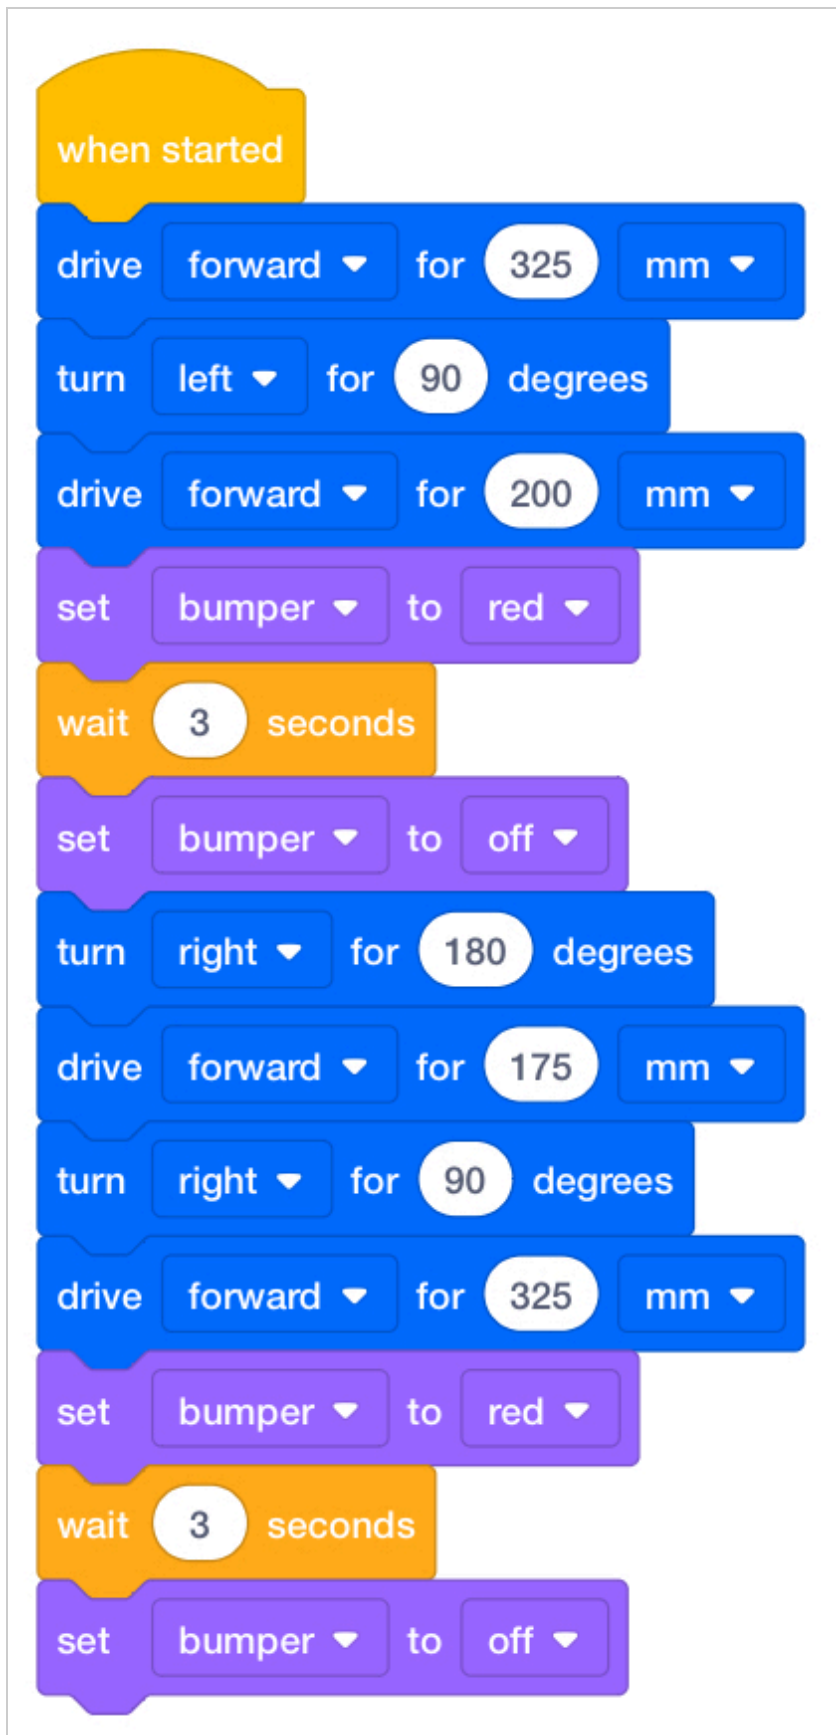 when started
drive forward for 325 mm
turn left for 90 degrees
drive forward for 200 mm
set bumper to red
wait 3 seconds
set bumper to off
turn right for 180 degrees
drive forward for 175 mm
turn right for 90 degrees
drive forward for 325 mm
set bumper to red
wait 3 seconds
set bumper to off